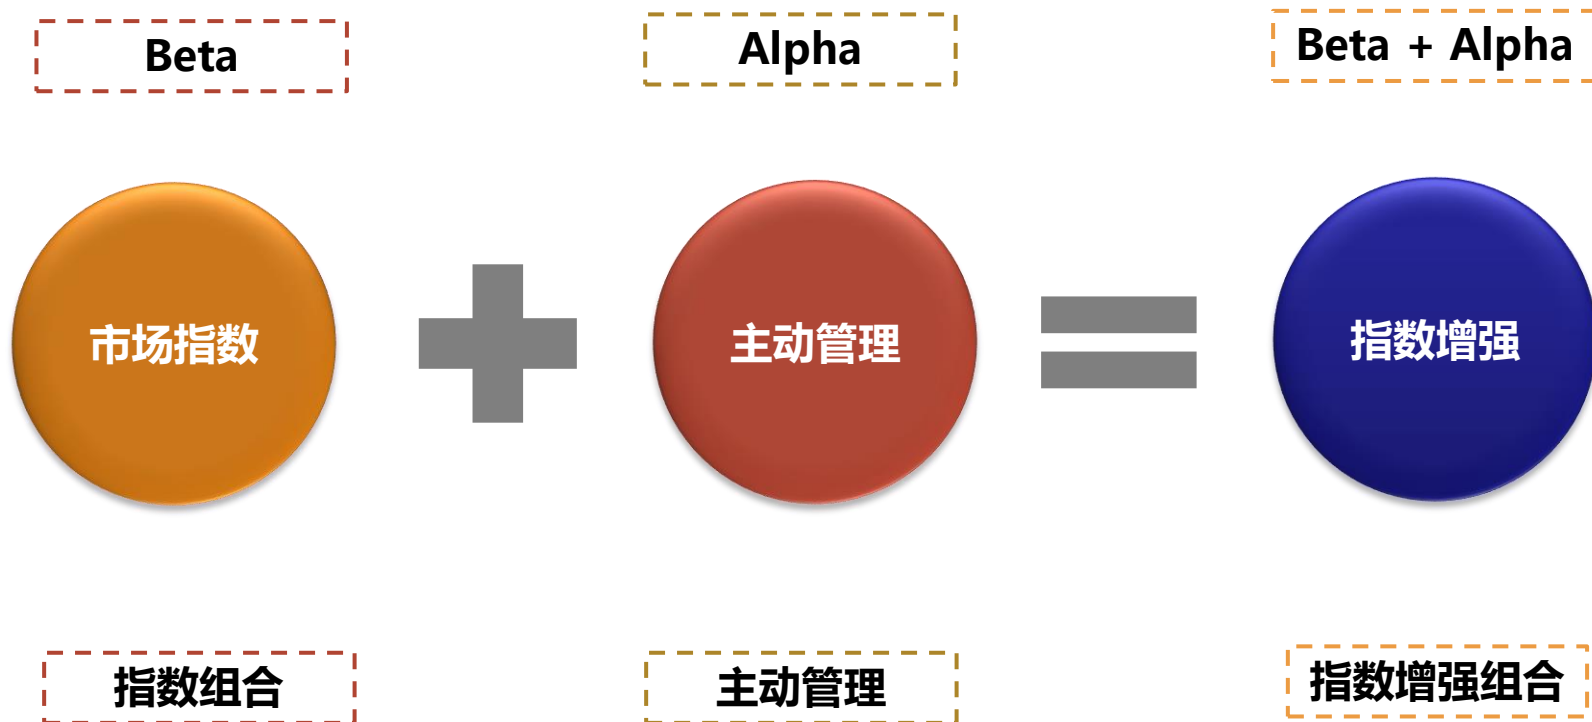 Beta
Alpha
Beta + Alpha
市场指数
主动管理
指数增强
指数组合
主动管理
指数增强组合